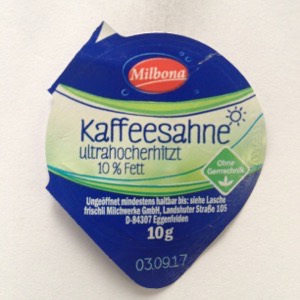 Milbona
Kaffeesahne
ultrahocherhitzt
10 % Fett
Ohne
Gentechnik
Ungeöffnet mindestens haltbar bis: siehe Lasche
frischli Milchwerke GmbH, Landshuter Straße 105
D-84307 Eggenfelden
10 g
03.09.17